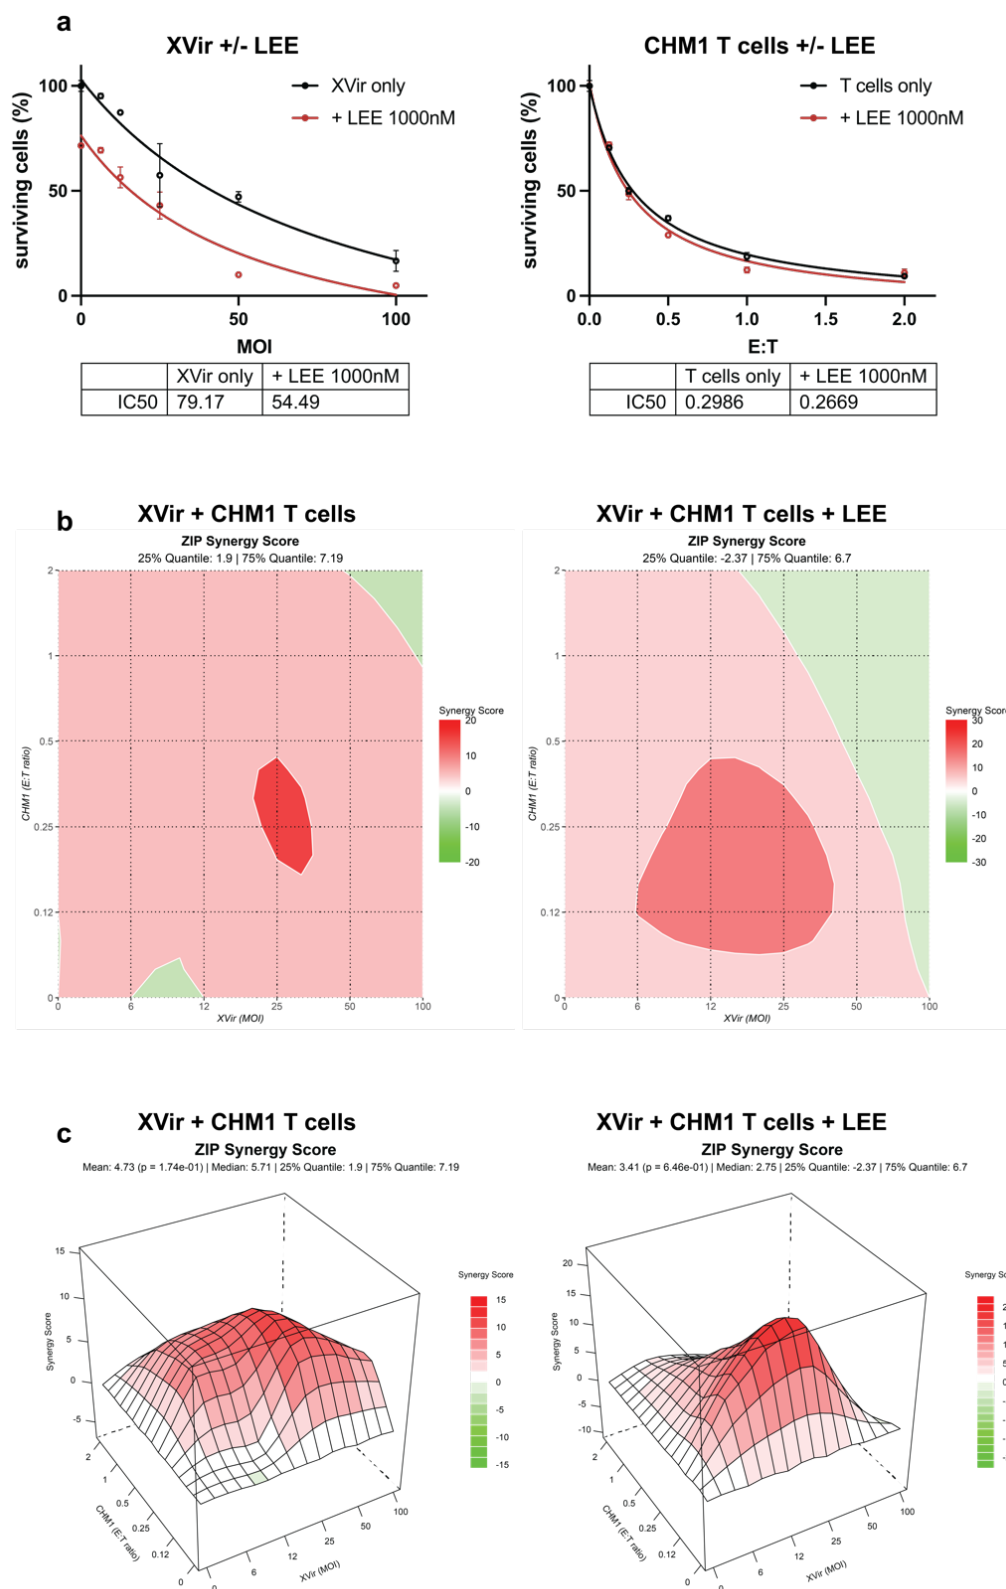 a
XVir +/- LEE
surviving cells (%)
100
50
0
XVir only
+ LEE 1000nM
0
50
100
MOI
XVir only + LEE 1000nM
IC50 79.17 54.49
CHM1 T cells +/- LEE
surviving cells (%)
100
50
0
T cells only
+ LEE 1000nM
0.0
0.5
1.0
1.5
2.0
E:T
T cells only + LEE 1000nM
IC50 0.2986 0.2669
b
XVir + CHM1 T cells
ZIP Synergy Score
25% Quantile: 1.9 | 75% Quantile: 7.19
CHM1 (E:T ratio)
2
1
0.5
0.25
0.12
0
0
6
12
25
50
100
XVir (MOI)
Synergy Score
20
10
0
-10
-20
XVir + CHM1 T cells + LEE
ZIP Synergy Score
25% Quantile: -2.37 | 75% Quantile: 6.7
CHM1 (E:T ratio)
2
1
0.5
0.25
0.12
0
0
6
12
25
50
100
XVir (MOI)
Synergy Score
30
20
10
0
-10
-20
-30
c
XVir + CHM1 T cells
ZIP Synergy Score
Mean: 4.73 (p = 1.74e-01) | Median: 5.71 | 25% Quantile: 1.9 | 75% Quantile: 7.19
Synergy Score
15
10
5
0
-5
CHM1 (E:T ratio)
2
1
0.5
0.25
0.12
0
0
6
12
25
50
100
XVir (MOI)
Synergy Score
15
10
5
0
-5
-10
-15
XVir + CHM1 T cells + LEE
ZIP Synergy Score
Mean: 3.41 (p = 6.46e-01) | Median: 2.75 | 25% Quantile: -2.37 | 75% Quantile: 6.7
Synergy Score
20
15
10
5
0
-5
-10
CHM1 (E:T ratio)
2
1
0.5
0.25
0.12
0
0
6
12
25
50
100
XVir (MOI)
Synergy